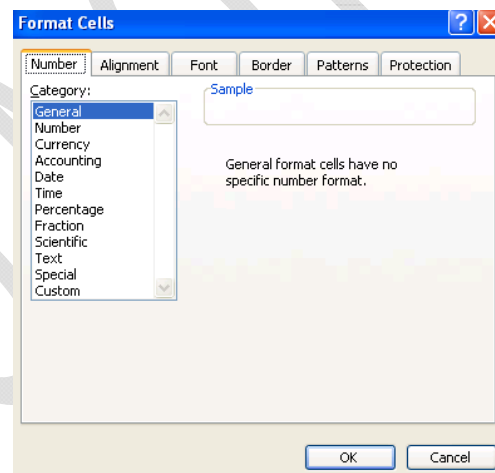 Format Cells
Number Alignment Font Border Patterns Protection
Category:
General
Number
Currency
Accounting
Date
Time
Percentage
Fraction
Scientific
Text
Special
Custom
Sample
General format cells have no
specific number format.
OK Cancel